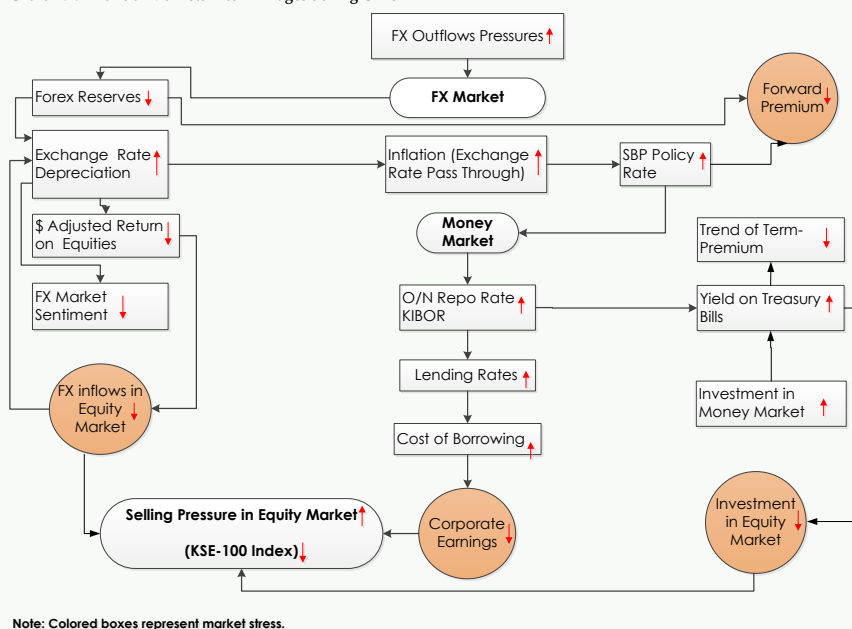 FX Outflows Pressures
Forex Reserves
FX Market
Forward
Premium
Exchange Rate
Depreciation
Inflation (Exchange
Rate Pass Through)
SBP Policy
Rate
$ Adjusted Return
on Equities
Money
Market
Trend of Term-
Premium
FX Market
Sentiment
O/N Repo Rate
KIBOR
Yield on Treasury
Bills
Lending Rates
FX inflows in
Equity
Market
Investment in
Money Market
Cost of Borrowing
Selling Pressure in Equity Market
(KSE-100 Index)
Corporate
Earnings
Investment
in Equity
Market
Note: Colored boxes represent market stress.